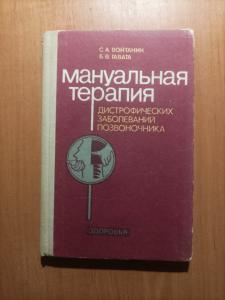 С. А. ВОЙТАНИК
Б. В. ГАВАТА
МАНУАЛЬНАЯ
ТЕРАПИЯ
ДИСТРОФИЧЕСКИХ
ЗАБОЛЕВАНИЙ
ПОЗВОНОЧНИКА
ЗДОРОВЬЯ